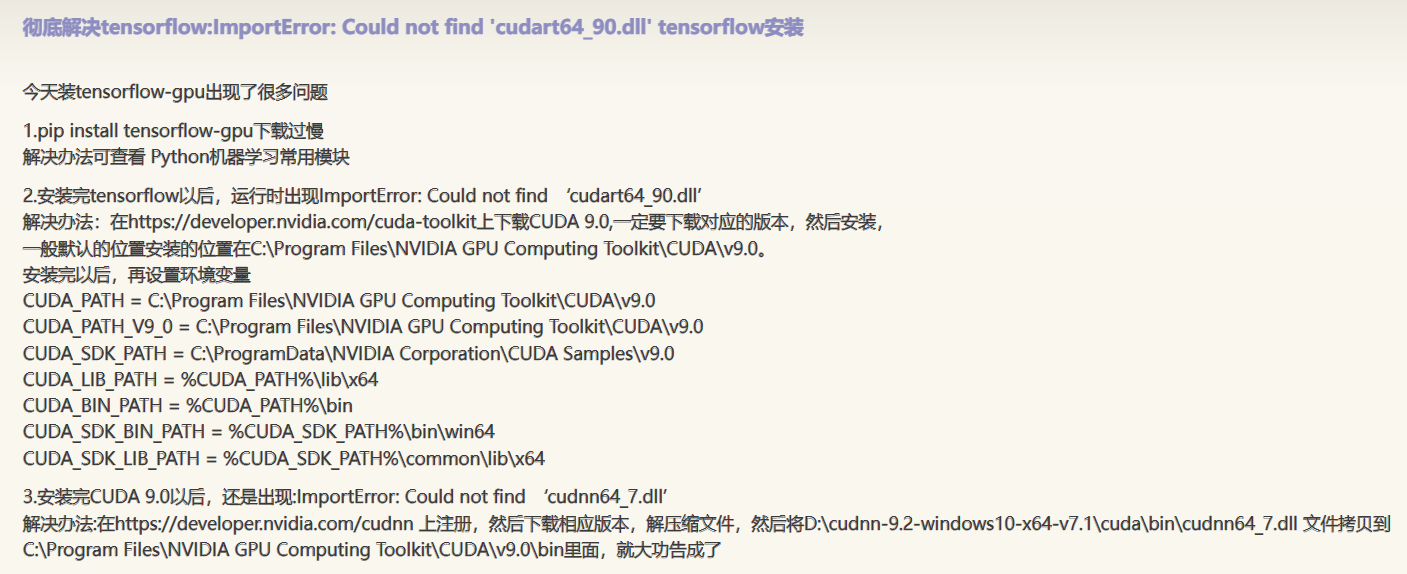 彻底解决tensorflow:ImportError: Could not find 'cudart64_90.dll' tensorflow安装
今天装tensorflow-gpu出现了很多问题
1.pip install tensorflow-gpu下载过慢
解决办法可查看 Python机器学习常用模块
2.安装完tensorflow以后，运行时出现ImportError: Could not find ‘cudart64_90.dll’
解决办法：在https://developer.nvidia.com/cuda-toolkit上下载CUDA 9.0,一定要下载对应的版本，然后安装，
一般默认的位置安装的位置在C:\Program Files\NVIDIA GPU Computing Toolkit\CUDA\v9.0。
安装完以后，再设置环境变量
CUDA_PATH = C:\Program Files\NVIDIA GPU Computing Toolkit\CUDA\v9.0
CUDA_PATH_V9_0 = C:\Program Files\NVIDIA GPU Computing Toolkit\CUDA\v9.0
CUDA_SDK_PATH = C:\ProgramData\NVIDIA Corporation\CUDA Samples\v9.0
CUDA_LIB_PATH = %CUDA_PATH%\lib\x64
CUDA_BIN_PATH = %CUDA_PATH%\bin
CUDA_SDK_BIN_PATH = %CUDA_SDK_PATH%\bin\win64
CUDA_SDK_LIB_PATH = %CUDA_SDK_PATH%\common\lib\x64
3.安装完CUDA 9.0以后，还是出现:ImportError: Could not find ‘cudnn64_7.dll’
解决办法:在https://developer.nvidia.com/cudnn 上注册，然后下载相应版本，解压缩文件，然后将D:\cudnn-9.2-windows10-x64-v7.1\cuda\bin\cudnn64_7.dll 文件拷贝到
C:\Program Files\NVIDIA GPU Computing Toolkit\CUDA\v9.0\bin里面，就大功告成了